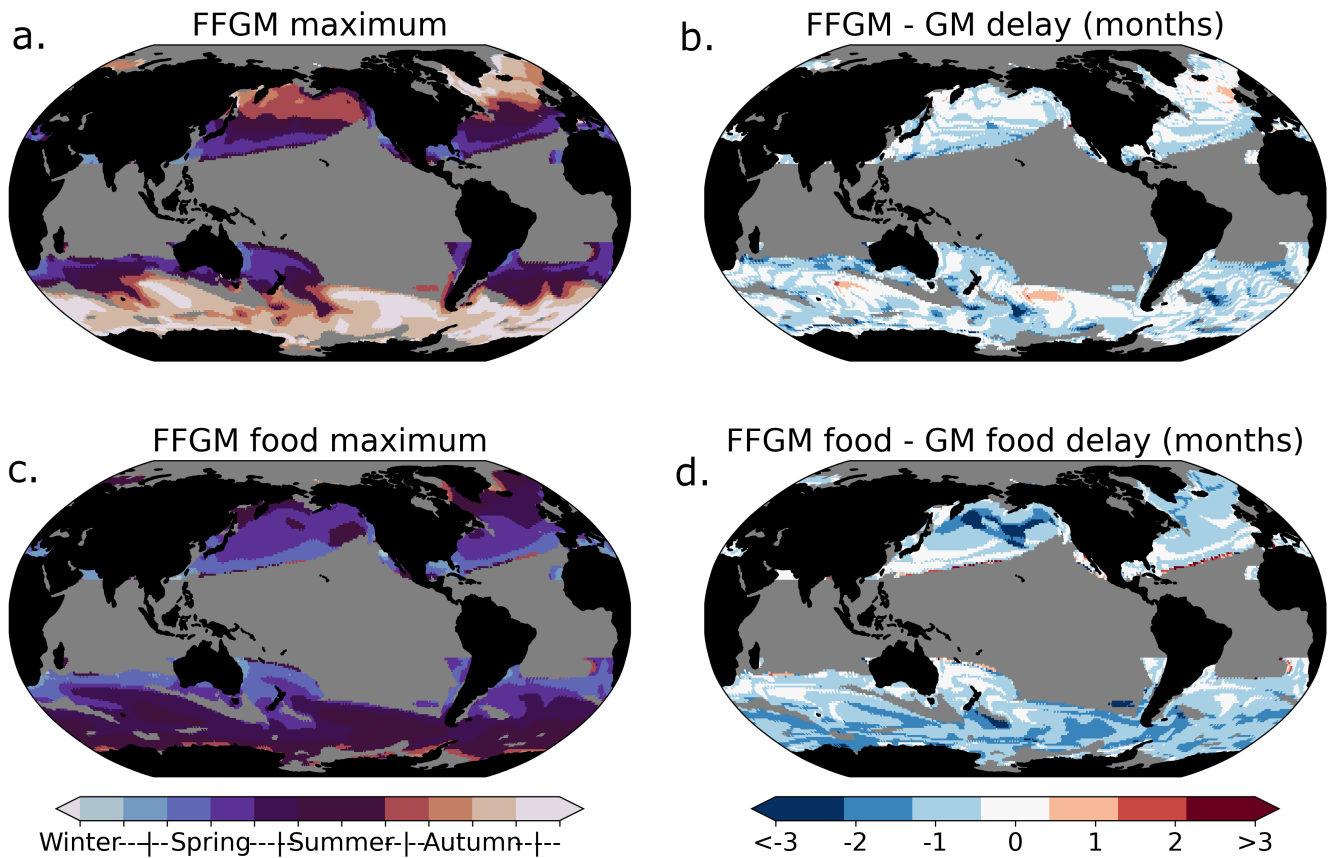 a.
FFGM maximum
b.
FFGM - GM delay (months)
c.
FFGM food maximum
d.
FFGM food - GM food delay (months)
Winter---|--Spring---|--Summer--|--Autumn--|--
<-3 -2 -1 0 1 2 >3